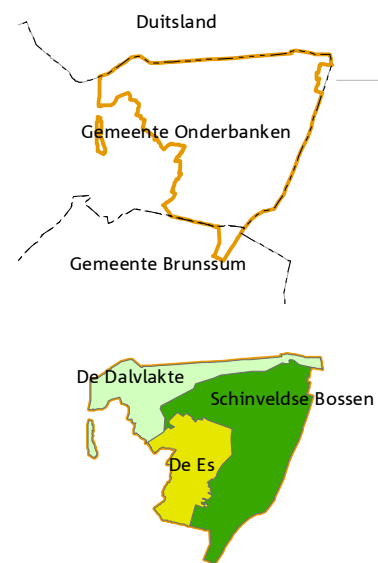 Duitsland
Gemeente Onderbanken
Gemeente Brunssum
De Dalvlakte
Schinveldse Bossen
De Es